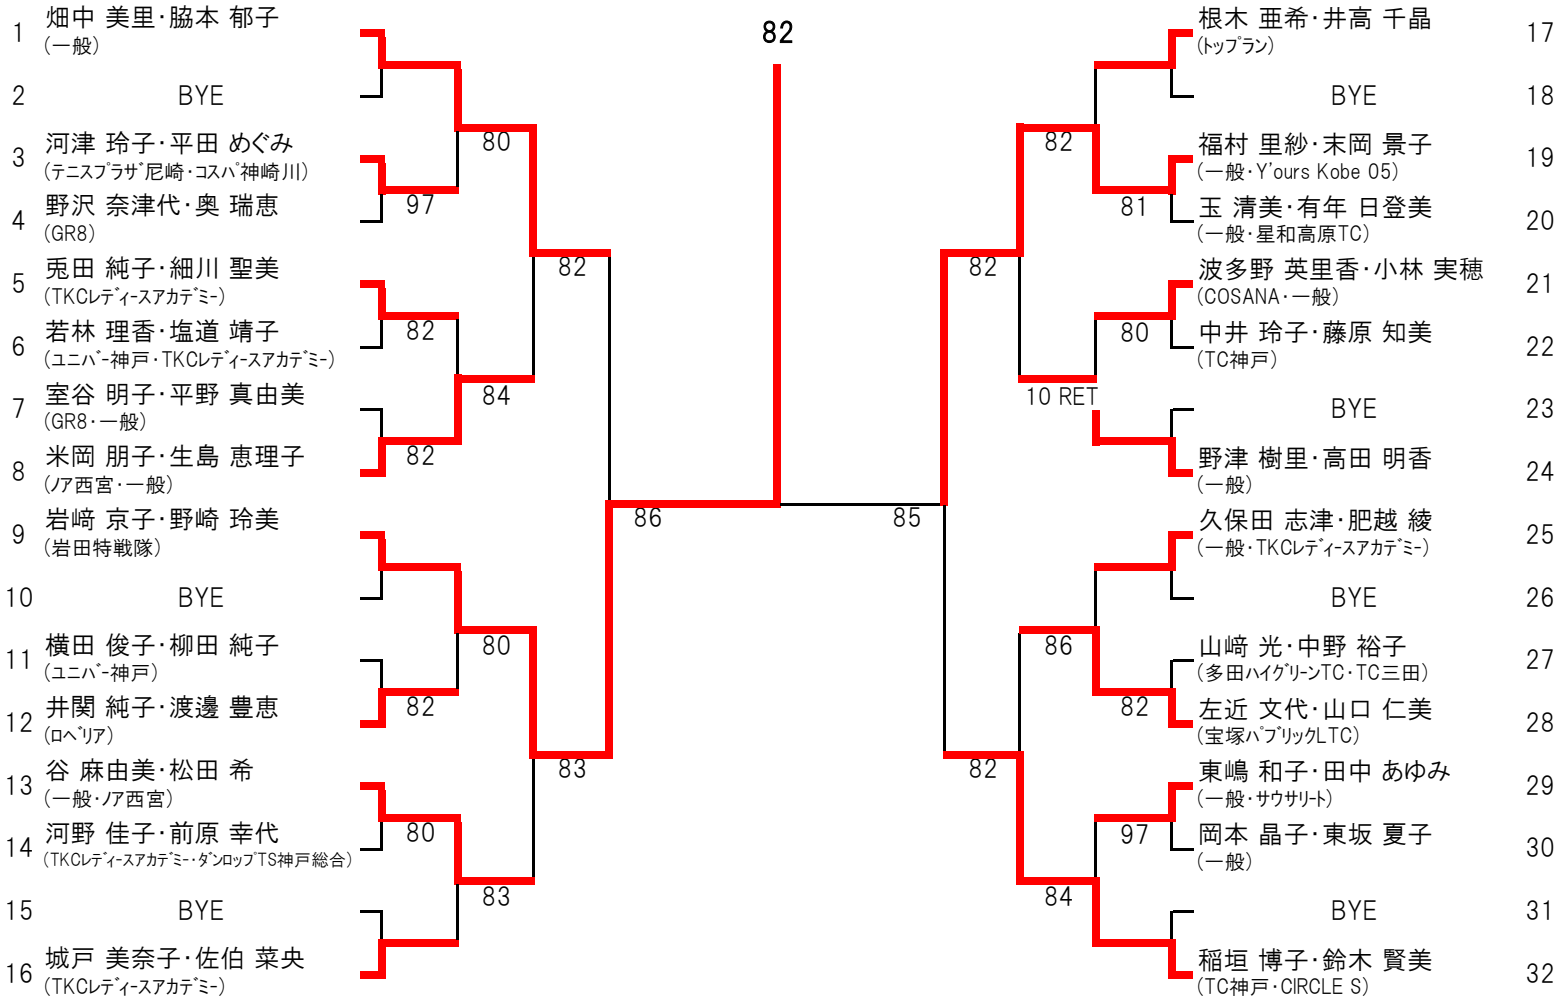 82
1
畑中 美里・脇本 郁子
(一般)
2
BYE
3
河津 玲子・平田 めぐみ
(テニスプラザ尼崎・コスパ神崎川)
4
野沢 奈津代・奥 瑞恵
(GR8)
5
兎田 純子・細川 聖美
(TKCレディースアカデミー)
6
若林 理香・塩道 靖子
(ユニバー神戸・TKCレディースアカデミー)
7
室谷 明子・平野 真由美
(GR8・一般)
8
米岡 朋子・生島 恵理子
(ノア西宮・一般)
9
岩﨑 京子・野崎 玲美
(岩田特戦隊)
10
BYE
11
横田 俊子・柳田 純子
(ユニバー神戸)
12
井関 純子・渡邊 豊恵
(ロベリア)
13
谷 麻由美・松田 希
(一般・ノア西宮)
14
河野 佳子・前原 幸代
(TKCレディースアカデミー・ダンロップTS神戸総合)
15
BYE
16
城戸 美奈子・佐伯 菜央
(TKCレディースアカデミー)
97
82
82
82
80
80
84
80
83
82
83
86
85
82
82
82
10 RET
86
84
81
80
82
97
根木 亜希・井高 千晶
(トップラン)
17
BYE
18
福村 里紗・末岡 景子
(一般・Y'ours Kobe 05)
19
玉 清美・有年 日登美
(一般・星和高原TC)
20
波多野 英里香・小林 実穂
(COSANA・一般)
21
中井 玲子・藤原 知美
(TC神戸)
22
BYE
23
野津 樹里・高田 明香
(一般)
24
久保田 志津・肥越 綾
(一般・TKCレディースアカデミー)
25
BYE
26
山﨑 光・中野 裕子
(多田ハイグリーンTC・TC三田)
27
左近 文代・山口 仁美
(宝塚パブリックLTC)
28
東嶋 和子・田中 あゆみ
(一般・サウサリート)
29
岡本 晶子・東坂 夏子
(一般)
30
BYE
31
稲垣 博子・鈴木 賢美
(TC神戸・CIRCLE S)
32